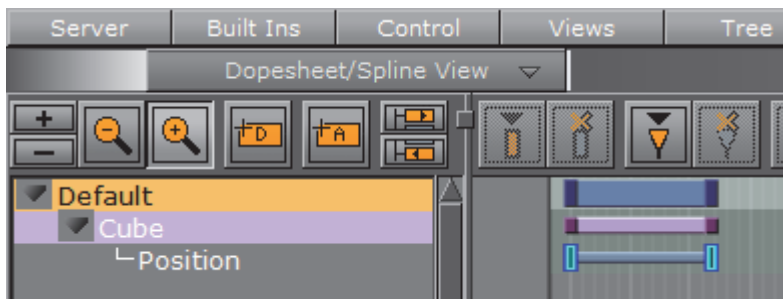 Server Built Ins Control Views Tree
Dopesheet/Spline View
D A
Default
Cube
Position